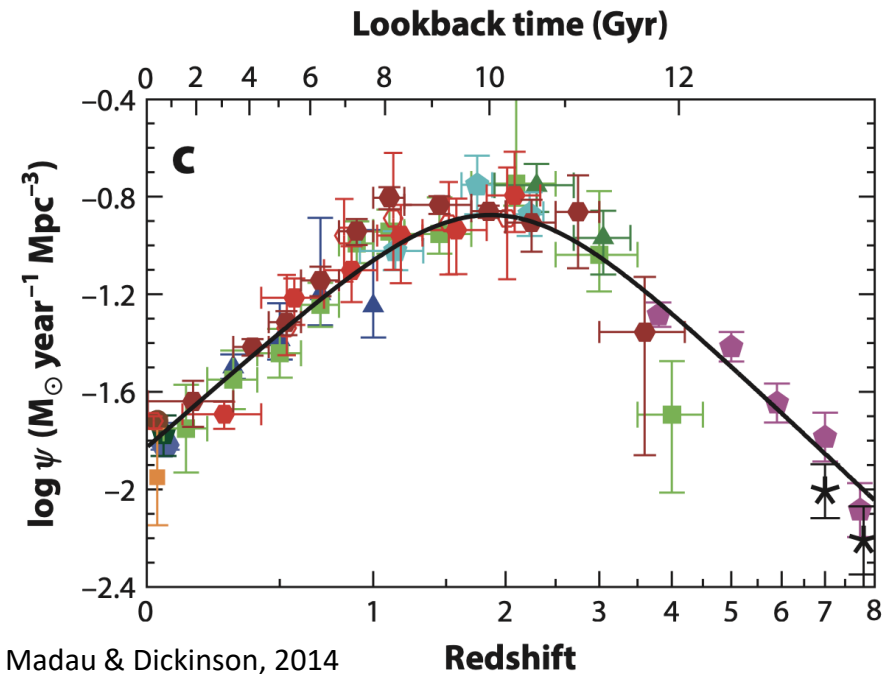 Lookback time (Gyr)
0 2 4 6 8 10 12
−0.4
c
−0.8
−1.2
−1.6
−2
−2.4
log ψ (M⊙ year−1 Mpc−3)
0 1 2 3 4 5 6 7 8
Madau & Dickinson, 2014
Redshift